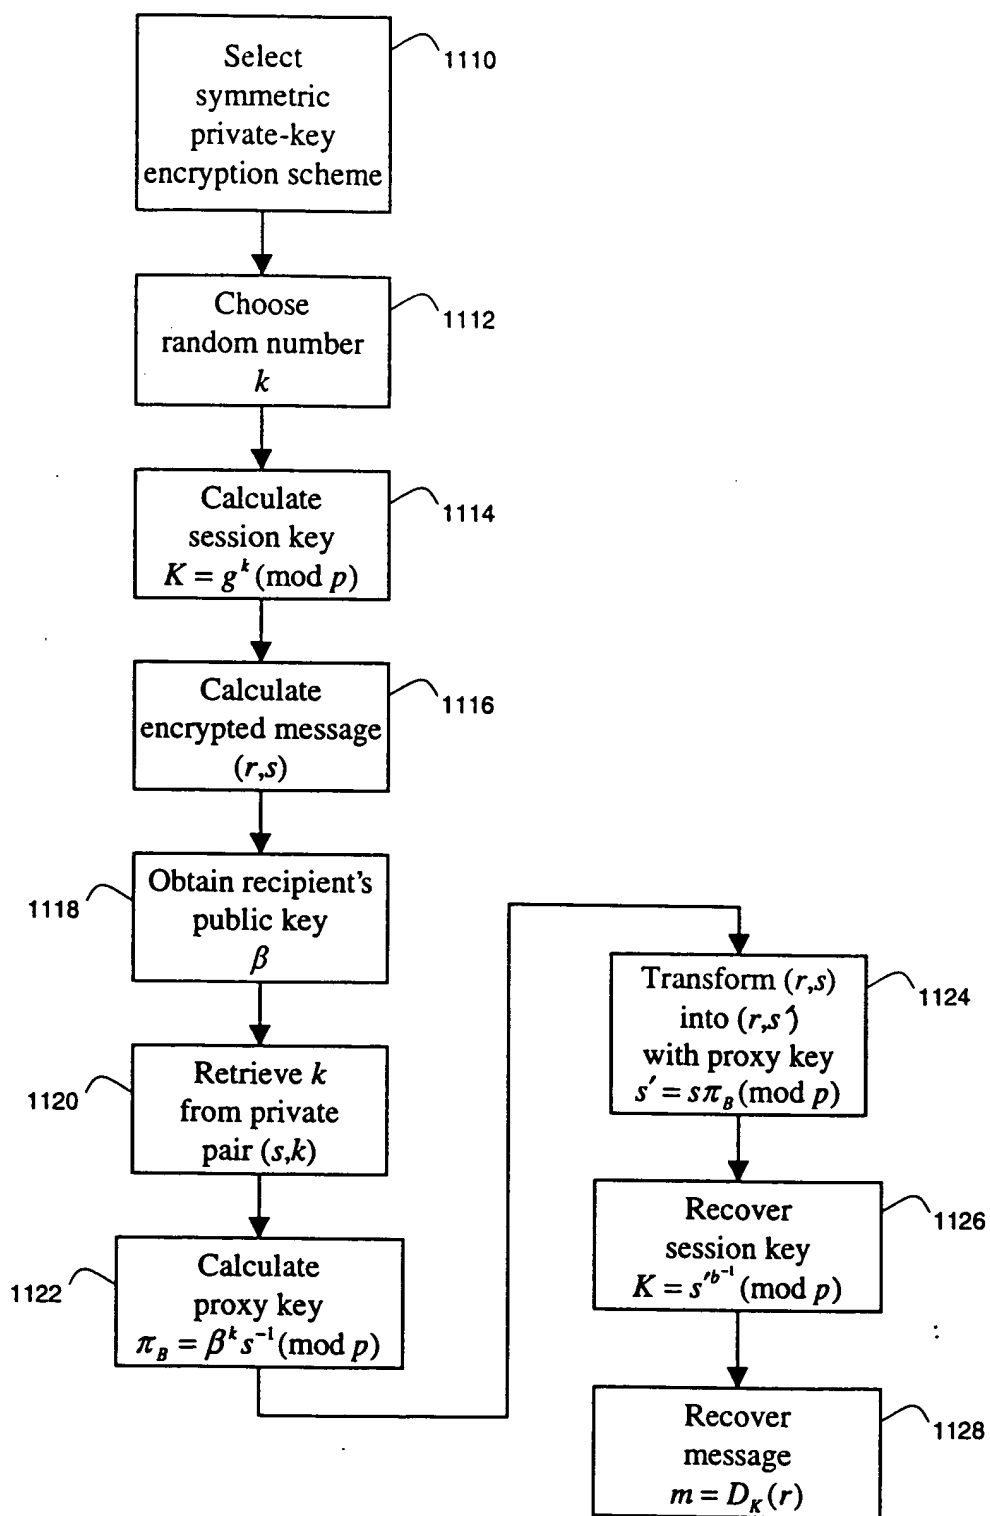 Select
symmetric
private-key
encryption scheme
1110
Choose
random number
k
1112
Calculate
session key
K = g^k (mod p)
1114
Calculate
encrypted message
(r,s)
1116
Obtain recipient's
public key
β
1118
Retrieve k
from private
pair (s,k)
1120
Calculate
proxy key
π_B = β^k s^-1 (mod p)
1122
Transform (r,s)
into (r,s′)
with proxy key
s′ = sπ_B (mod p)
1124
Recover
session key
K = s′^b^-1 (mod p)
1126
Recover
message
m = D_K(r)
1128